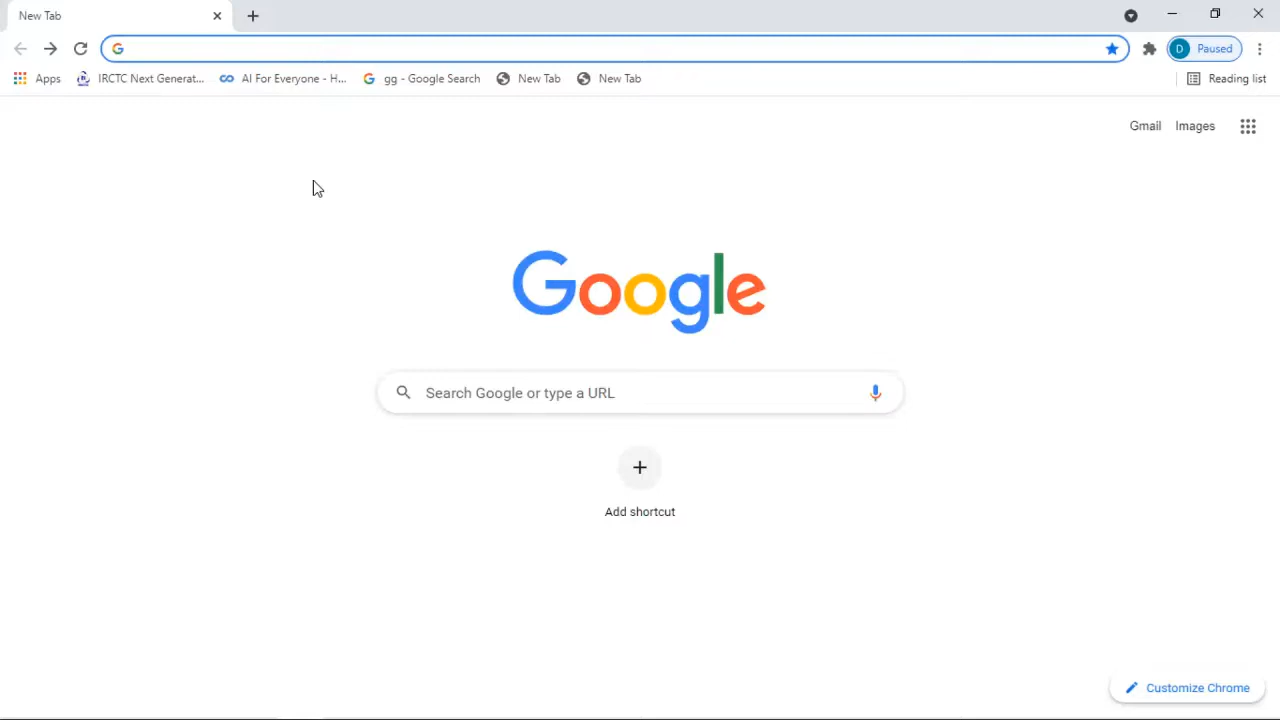 New Tab
D Paused
Apps IRCTC Next Generat... AI For Everyone - H... gg - Google Search New Tab New Tab Reading list
Gmail Images
Google
Search Google or type a URL
Add shortcut
Customize Chrome